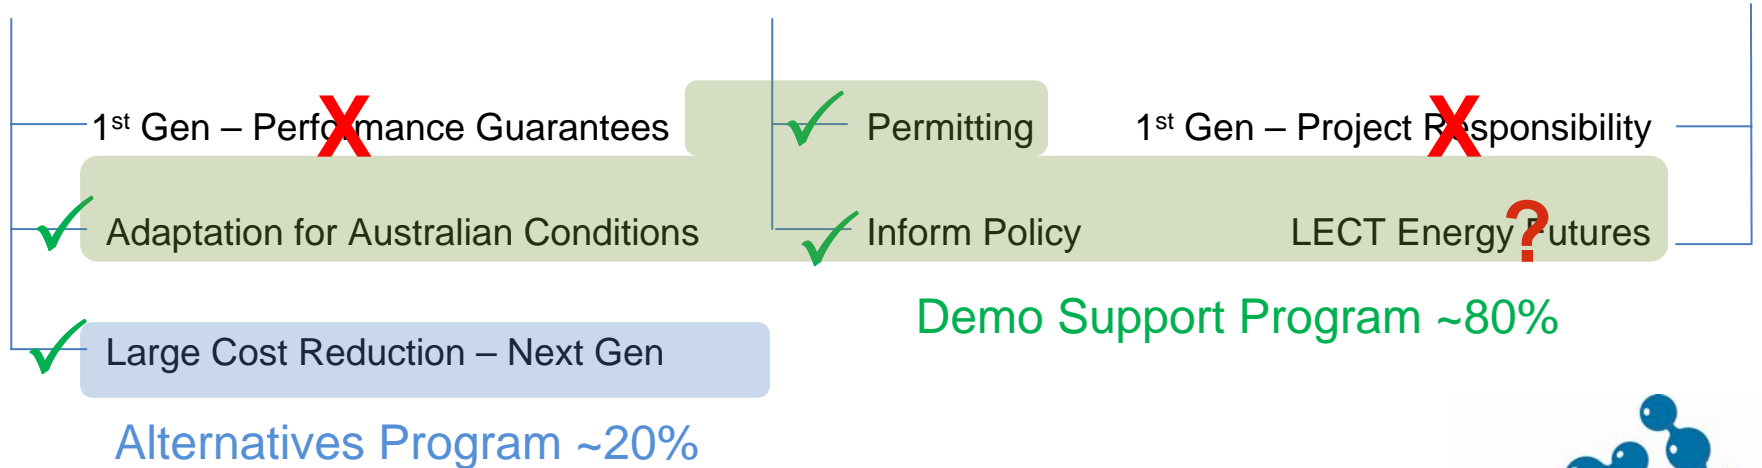 1st Gen – Performance Guarantees
X
Permitting
1st Gen – Project Responsibility
X
Adaptation for Australian Conditions
Inform Policy
LECT Energy Futures
?
Demo Support Program ~80%
Large Cost Reduction – Next Gen
Alternatives Program ~20%